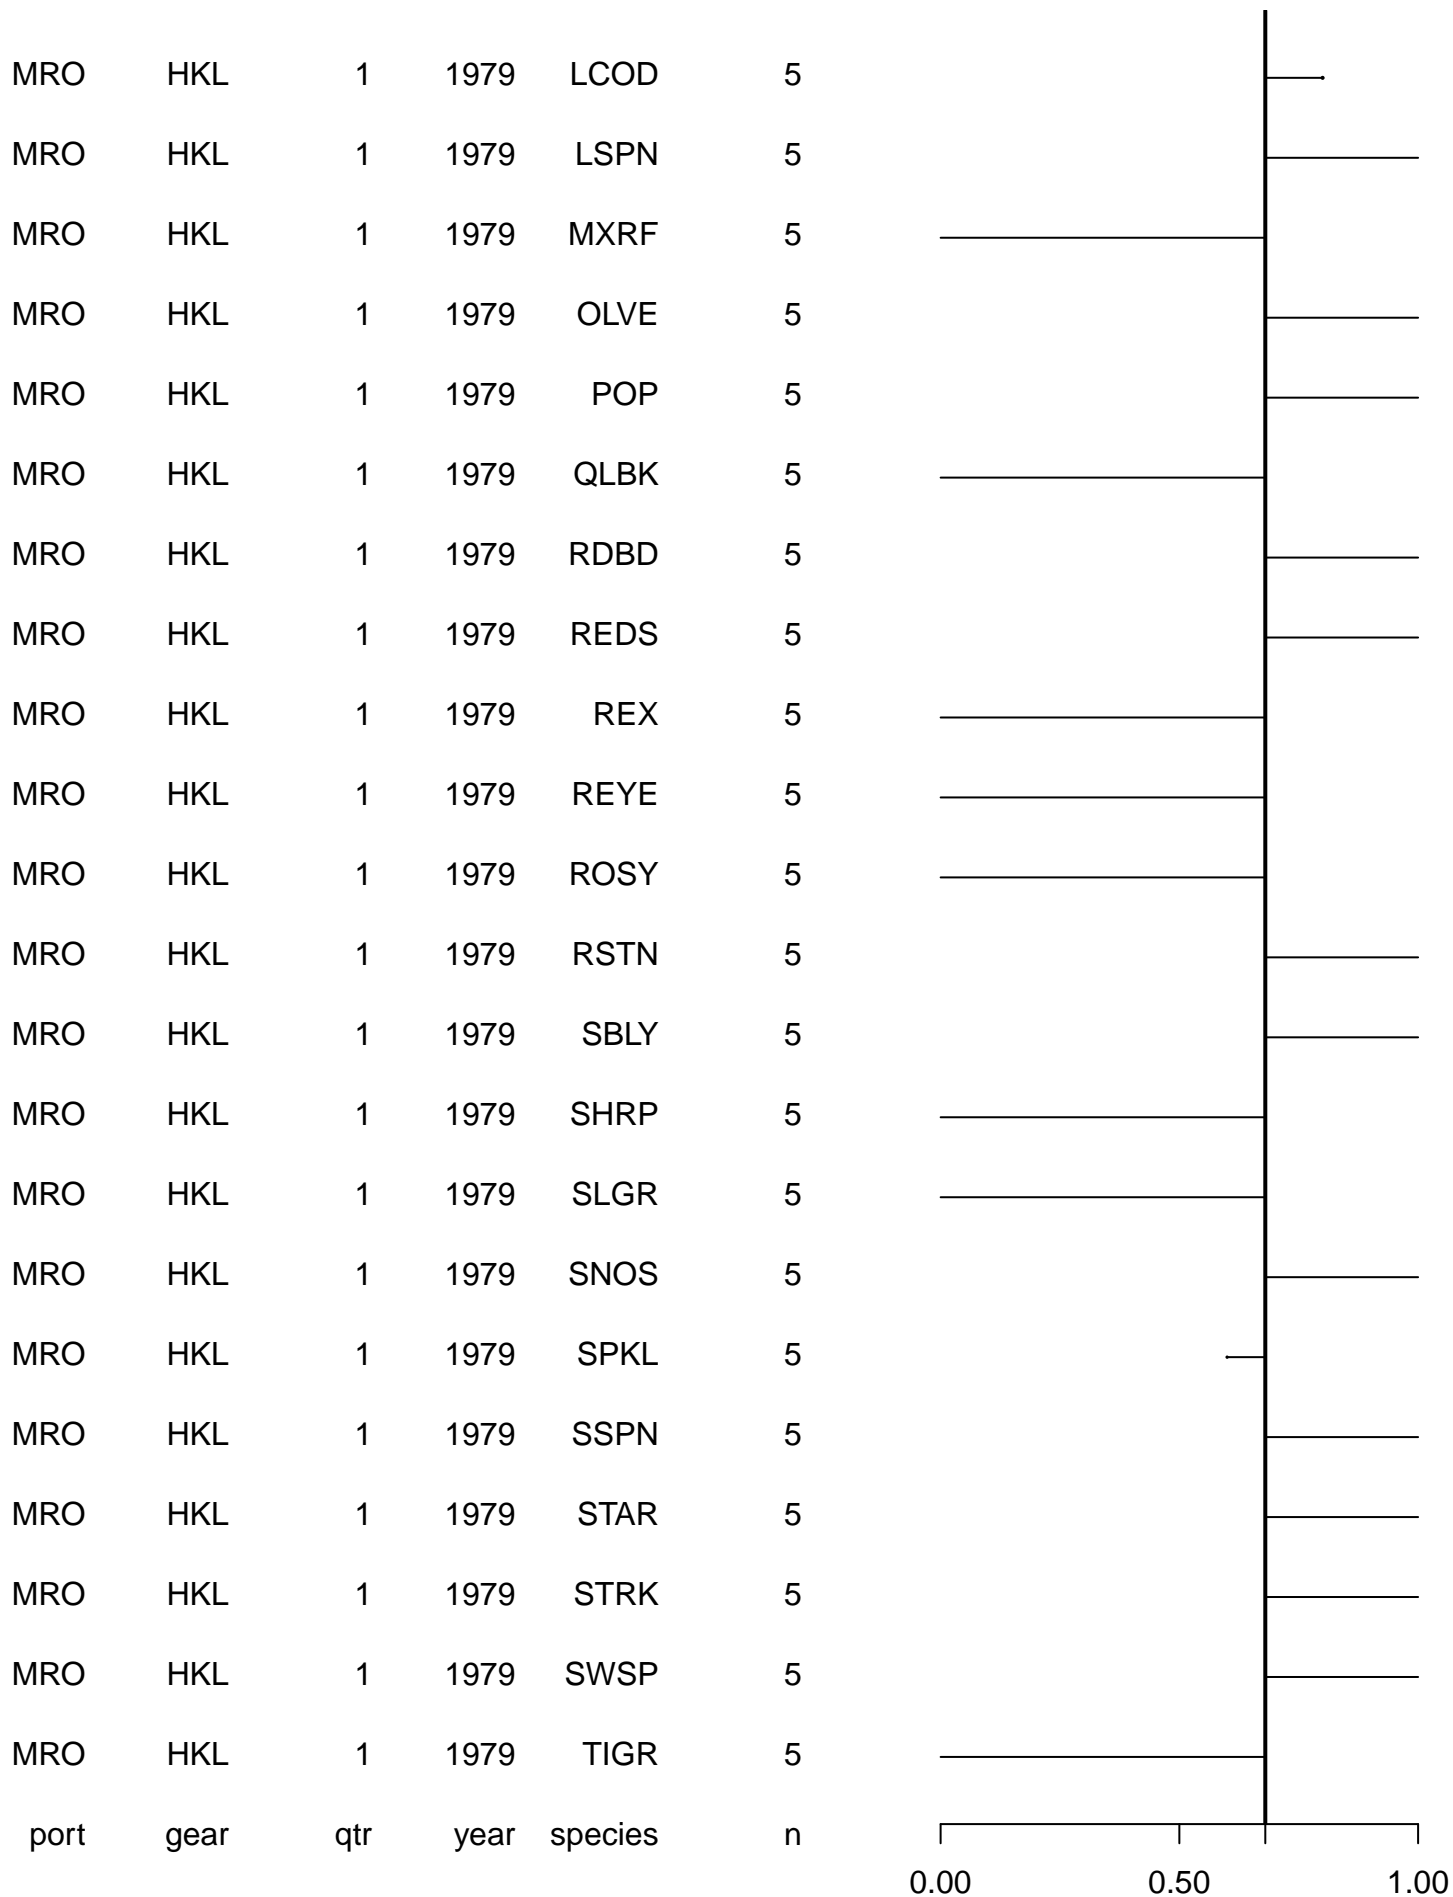 MRO HKL 1 1979 LCOD 5
MRO HKL 1 1979 LSPN 5
MRO HKL 1 1979 MXRF 5
MRO HKL 1 1979 OLVE 5
MRO HKL 1 1979 POP 5
MRO HKL 1 1979 QLBK 5
MRO HKL 1 1979 RDBD 5
MRO HKL 1 1979 REDS 5
MRO HKL 1 1979 REX 5
MRO HKL 1 1979 REYE 5
MRO HKL 1 1979 ROSY 5
MRO HKL 1 1979 RSTN 5
MRO HKL 1 1979 SBLY 5
MRO HKL 1 1979 SHRP 5
MRO HKL 1 1979 SLGR 5
MRO HKL 1 1979 SNOS 5
MRO HKL 1 1979 SPKL 5
MRO HKL 1 1979 SSPN 5
MRO HKL 1 1979 STAR 5
MRO HKL 1 1979 STRK 5
MRO HKL 1 1979 SWSP 5
MRO HKL 1 1979 TIGR 5
port gear qtr year species n
0.00 0.50 1.00